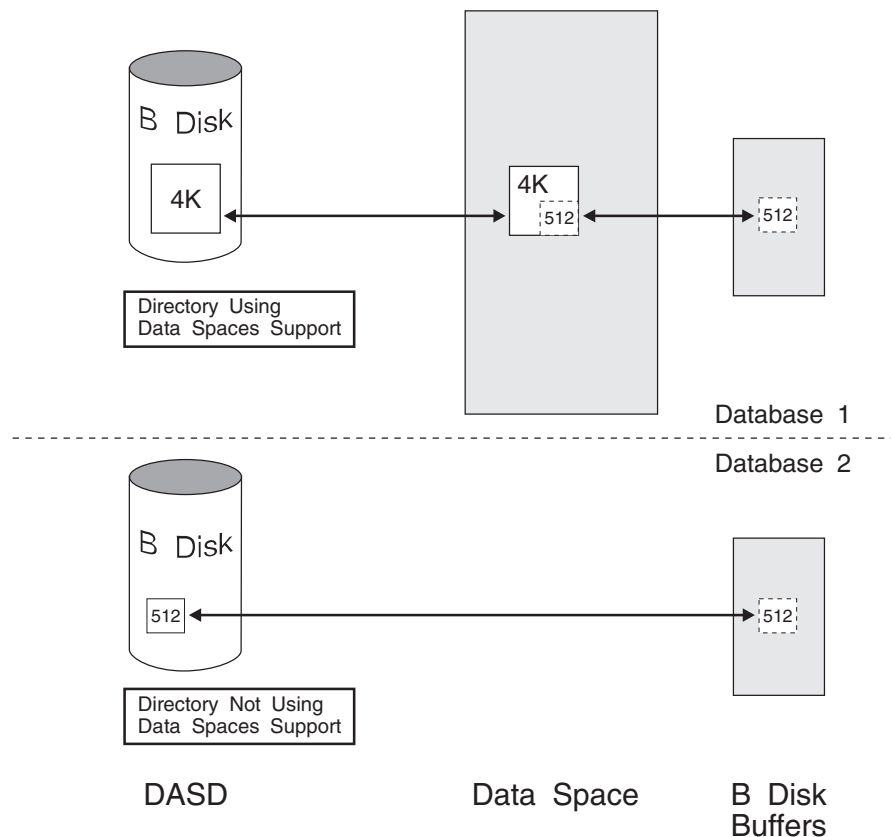 B Disk
4K
4K
512
512
Directory Using
Data Spaces Support
Database 1
Database 2
B Disk
512
512
Directory Not Using
Data Spaces Support
DASD
Data Space
B Disk
Buffers